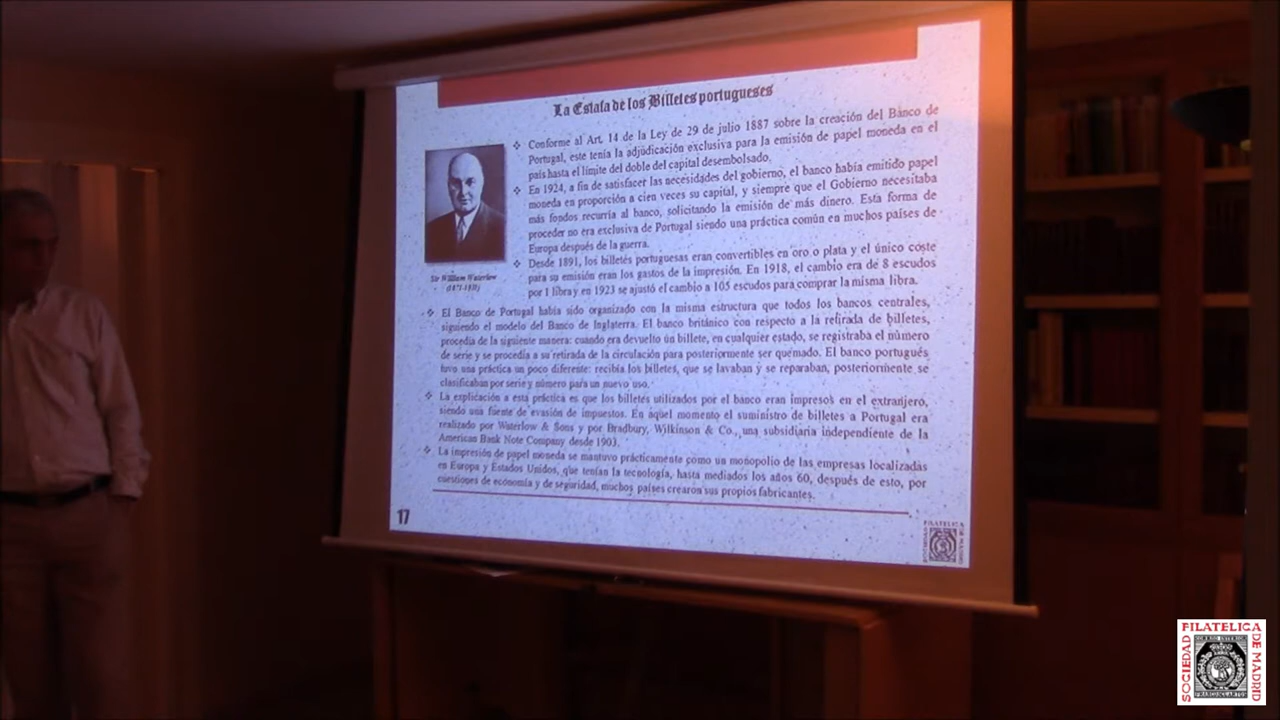 La Estafa de los Billetes portugueses
❖ Conforme al Art. 14 de la Ley de 29 de julio 1887 sobre la creación del Banco de
Portugal, este tenía la adjudicación exclusiva para la emisión de papel moneda en el
país hasta el límite del doble del capital desembolsado.
❖ En 1924, a fin de satisfacer las necesidades del gobierno, el banco había emitido papel
moneda en proporción a cien veces su capital, y siempre que el Gobierno necesitaba
más fondos recurría al banco, solicitando la emisión de más dinero. Esta forma de
proceder no era exclusiva de Portugal siendo una práctica común en muchos países de
Europa después de la guerra.
❖ Desde 1891, los billetes portuguesas eran convertibles en oro o plata y el único coste
para su emisión eran los gastos de la impresión. En 1918, el cambio era de 8 escudos
por 1 libra y en 1923 se ajustó el cambio a 105 escudos para comprar la misma libra.
Sir William Waterlow
❖ El Banco de Portugal había sido organizado con la misma estructura que todos los bancos centrales,
siguiendo el modelo del Banco de Inglaterra. El banco británico con respecto a la retirada de billetes,
procedía de la siguiente manera: cuando era devuelto un billete, en cualquier estado, se registraba el número
de serie y se procedía a su retirada de la circulación para posteriormente ser quemado. El banco portugués
tuvo una práctica un poco diferente: recibía los billetes, que se lavaban y se reparaban, posteriormente se
clasificaban por serie y número para un nuevo uso.
❖ La explicación a esta práctica es que los billetes utilizados por el banco eran impresos en el extranjero,
siendo una fuente de evasión de impuestos. En aquel momento el suministro de billetes a Portugal era
realizado por Waterlow & Sons y por Bradbury, Wilkinson & Co., una subsidiaria independiente de la
American Bank Note Company desde 1903.
❖ La impresión de papel moneda se mantuvo prácticamente como un monopolio de las empresas localizadas
en Europa y Estados Unidos, que tenían la tecnología, hasta mediados los años 60, después de esto, por
cuestiones de economía y de seguridad, muchos países crearon sus propios fabricantes.
17
SOCIEDAD FILATELICA DE MADRID
SOCIEDAD FILATELICA DE MADRID
CORREO INTERIOR
FRANCO CUARTOS